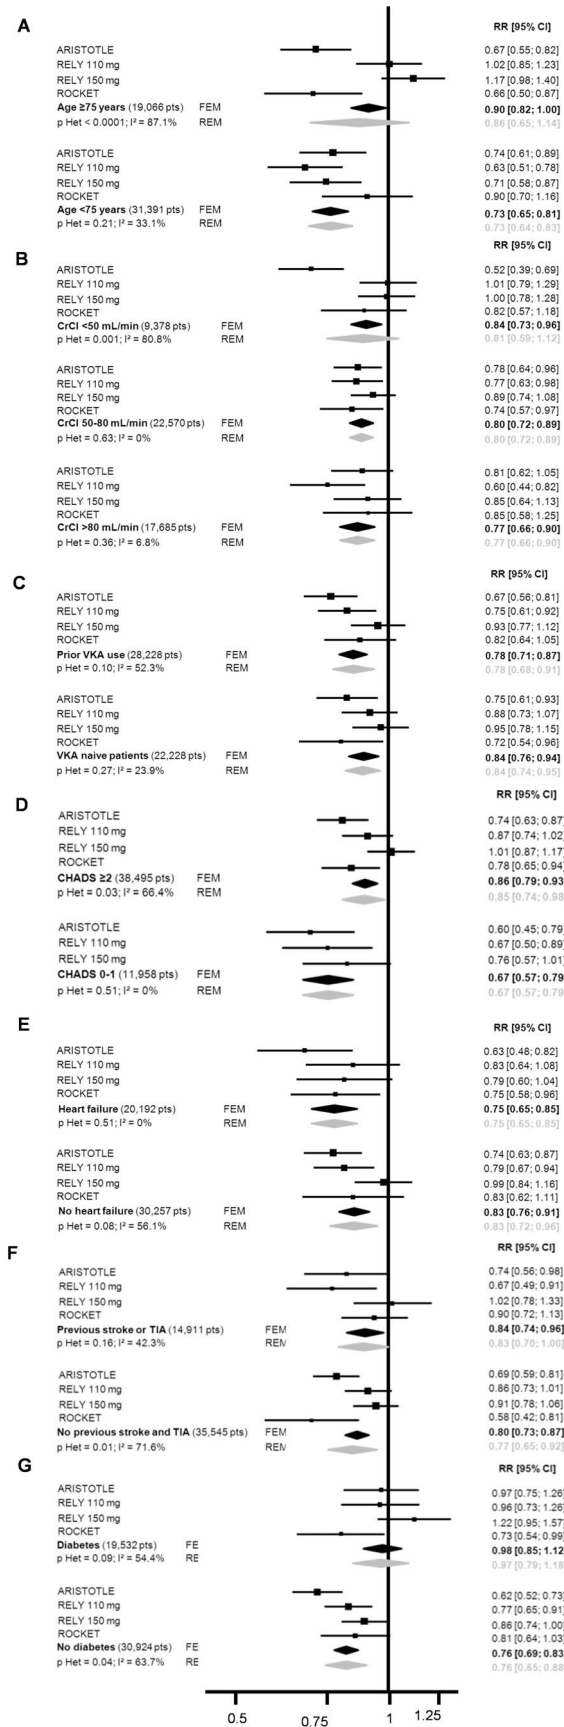 A
RR [95% CI]
ARISTOTLE 0.67 [0.55; 0.82]
RELY 110 mg 1.02 [0.85; 1.23]
RELY 150 mg 1.17 [0.98; 1.40]
ROCKET 0.66 [0.50; 0.87]
Age ≥75 years (19,066 pts) FEM 0.90 [0.82; 1.00]
p Het < 0.0001; I² = 87.1% REM 0.86 [0.65; 1.14]
ARISTOTLE 0.74 [0.61; 0.89]
RELY 110 mg 0.63 [0.51; 0.78]
RELY 150 mg 0.71 [0.58; 0.87]
ROCKET 0.90 [0.70; 1.16]
Age <75 years (31,391 pts) FEM 0.73 [0.65; 0.81]
p Het = 0.21; I² = 33.1% REM 0.73 [0.64; 0.83]
RR [95% CI]
B
ARISTOTLE 0.52 [0.39; 0.69]
RELY 110 mg 1.01 [0.79; 1.29]
RELY 150 mg 1.00 [0.78; 1.28]
ROCKET 0.82 [0.57; 1.18]
CrCl <50 mL/min (9,378 pts) FEM 0.84 [0.73; 0.96]
p Het = 0.001; I² = 80.8% REM 0.81 [0.59; 1.12]
ARISTOTLE 0.78 [0.64; 0.96]
RELY 110 mg 0.77 [0.63; 0.98]
RELY 150 mg 0.89 [0.74; 1.08]
ROCKET 0.74 [0.57; 0.97]
CrCl 50-80 mL/min (22,570 pts) FEM 0.80 [0.72; 0.89]
p Het = 0.63; I² = 0% REM 0.80 [0.72; 0.89]
ARISTOTLE 0.81 [0.62; 1.05]
RELY 110 mg 0.60 [0.44; 0.82]
RELY 150 mg 0.85 [0.64; 1.13]
ROCKET 0.85 [0.58; 1.25]
CrCl >80 mL/min (17,685 pts) FEM 0.77 [0.66; 0.90]
p Het = 0.36; I² = 6.8% REM 0.77 [0.66; 0.90]
RR [95% CI]
C
ARISTOTLE 0.67 [0.56; 0.81]
RELY 110 mg 0.75 [0.61; 0.92]
RELY 150 mg 0.93 [0.77; 1.12]
ROCKET 0.82 [0.64; 1.05]
Prior VKA use (28,228 pts) FEM 0.78 [0.71; 0.87]
p Het = 0.10; I² = 52.3% REM 0.78 [0.68; 0.91]
ARISTOTLE 0.75 [0.61; 0.93]
RELY 110 mg 0.88 [0.73; 1.07]
RELY 150 mg 0.95 [0.78; 1.15]
ROCKET 0.72 [0.54; 0.96]
VKA naive patients (22,228 pts) FEM 0.84 [0.76; 0.94]
p Het = 0.27; I² = 23.9% REM 0.84 [0.74; 0.95]
RR [95% CI]
D
ARISTOTLE 0.74 [0.63; 0.87]
RELY 110 mg 0.87 [0.74; 1.02]
RELY 150 mg 1.01 [0.87; 1.17]
ROCKET 0.78 [0.65; 0.94]
CHADS ≥2 (38,495 pts) FEM 0.86 [0.79; 0.93
p Het = 0.03; I² = 66.4% REM 0.85 [0.74; 0.98
ARISTOTLE 0.60 [0.45; 0.79]
RELY 110 mg 0.67 [0.50; 0.89]
RELY 150 mg 0.76 [0.57; 1.01]
CHADS 0-1 (11,958 pts) FEM 0.67 [0.57; 0.79
p Het = 0.51; I² = 0% REM 0.67 [0.57; 0.79
E
RR [95% CI]
ARISTOTLE 0.63 [0.48; 0.82]
RELY 110 mg 0.83 [0.64; 1.08]
RELY 150 mg 0.79 [0.60; 1.04]
ROCKET 0.75 [0.58; 0.96]
Heart failure (20,192 pts) FEM 0.75 [0.65; 0.85]
p Het = 0.51; I² = 0% REM 0.75 [0.65; 0.85]
ARISTOTLE 0.74 [0.63; 0.87]
RELY 110 mg 0.79 [0.67; 0.94]
RELY 150 mg 0.99 [0.84; 1.16]
ROCKET 0.83 [0.62; 1.11]
No heart failure (30,257 pts) FEM 0.83 [0.76; 0.91]
p Het = 0.08; I² = 56.1% REM 0.83 [0.72; 0.96]
F
RR [95% CI]
ARISTOTLE 0.74 [0.56; 0.98]
RELY 110 mg 0.67 [0.49; 0.91]
RELY 150 mg 1.02 [0.78; 1.33]
ROCKET 0.90 [0.72; 1.13]
Previous stroke or TIA (14,911 pts) FEM 0.84 [0.74; 0.96]
p Het = 0.16; I² = 42.3% REM 0.83 [0.70; 1.00]
ARISTOTLE 0.69 [0.59; 0.81]
RELY 110 mg 0.86 [0.73; 1.01]
RELY 150 mg 0.91 [0.78; 1.06]
ROCKET 0.58 [0.42; 0.81]
No previous stroke and TIA (35,545 pts) FEM 0.80 [0.73; 0.87]
p Het = 0.01; I² = 71.6% REM 0.77 [0.65; 0.92]
G
RR [95% CI]
ARISTOTLE 0.97 [0.75; 1.26]
RELY 110 mg 0.96 [0.73; 1.26]
RELY 150 mg 1.22 [0.95; 1.57]
ROCKET 0.73 [0.54; 0.99]
Diabetes (19,532 pts) FE 0.98 [0.85; 1.12]
p Het = 0.09; I² = 54.4% RE 0.97 [0.79; 1.18]
ARISTOTLE 0.62 [0.52; 0.73]
RELY 110 mg 0.77 [0.65; 0.91]
RELY 150 mg 0.86 [0.74; 1.00]
ROCKET 0.81 [0.64; 1.03]
No diabetes (30,924 pts) FE 0.76 [0.69; 0.83
p Het = 0.04; I² = 63.7% RE 0.76 [0.65; 0.88
0.5 0.75 1 1.25